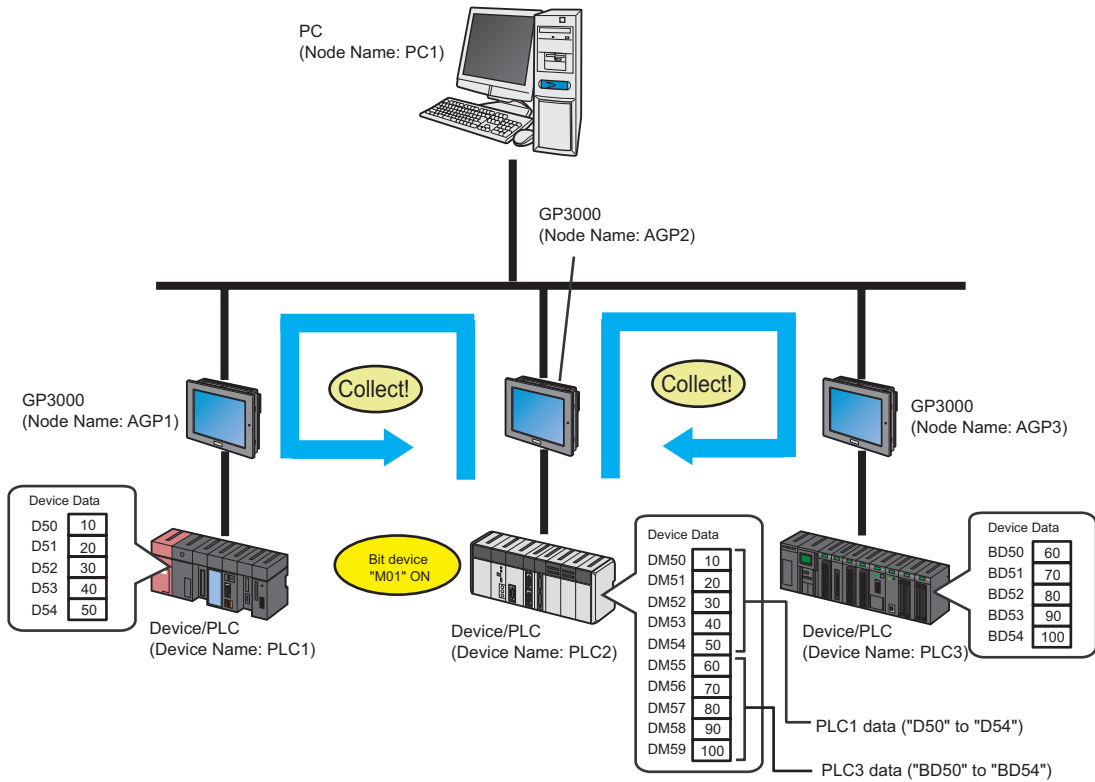 PC
(Node Name: PC1)
GP3000
(Node Name: AGP2)
Collect!
Collect!
GP3000
(Node Name: AGP1)
GP3000
(Node Name: AGP3)
Device Data
D50 10
D51 20
D52 30
D53 40
D54 50
Device/PLC
(Device Name: PLC1)
Bit device
"M01" ON
Device/PLC
(Device Name: PLC2)
Device Data
DM50 10
DM51 20
DM52 30
DM53 40
DM54 50
DM55 60
DM56 70
DM57 80
DM58 90
DM59 100
Device/PLC
(Device Name: PLC3)
Device Data
BD50 60
BD51 70
BD52 80
BD53 90
BD54 100
PLC1 data ("D50" to "D54")
PLC3 data ("BD50" to "BD54")